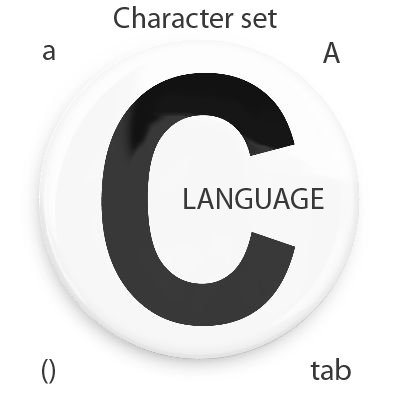 Character set
a A
C
LANGUAGE
() tab